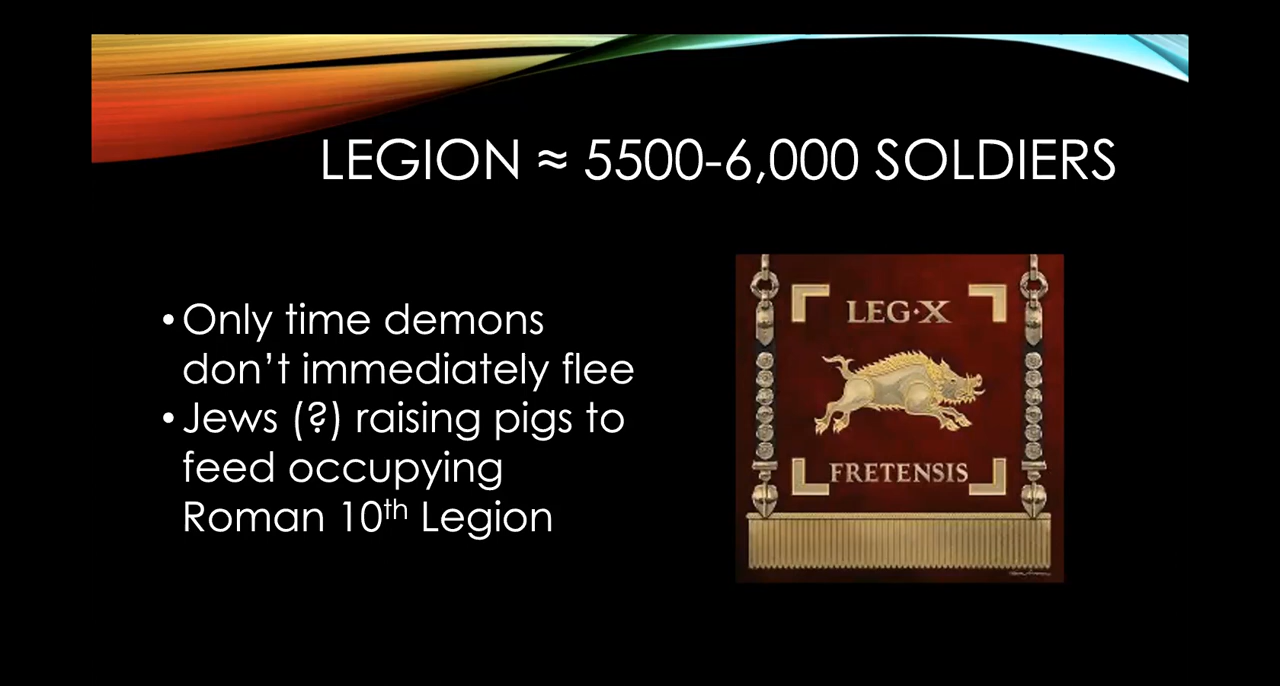 LEGION ≈ 5500-6,000 SOLDIERS
• Only time demons
don’t immediately flee
• Jews (?) raising pigs to
feed occupying
Roman 10th Legion
LEG·X
FRETENSIS